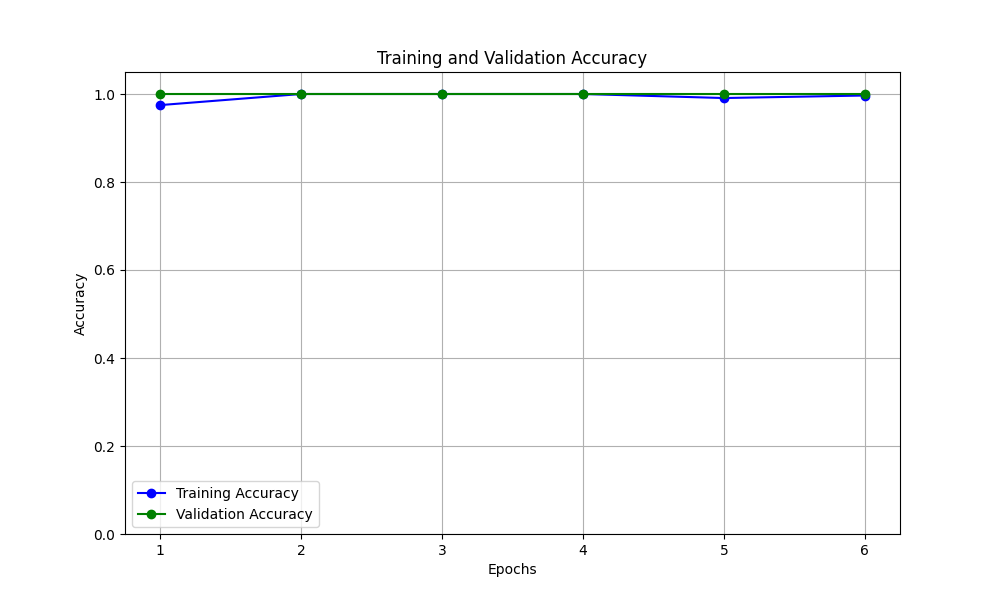 Training and Validation Accuracy
1.0
0.8
0.6
0.4
0.2
0.0
Accuracy
Training Accuracy
Validation Accuracy
1 2 3 4 5 6
Epochs